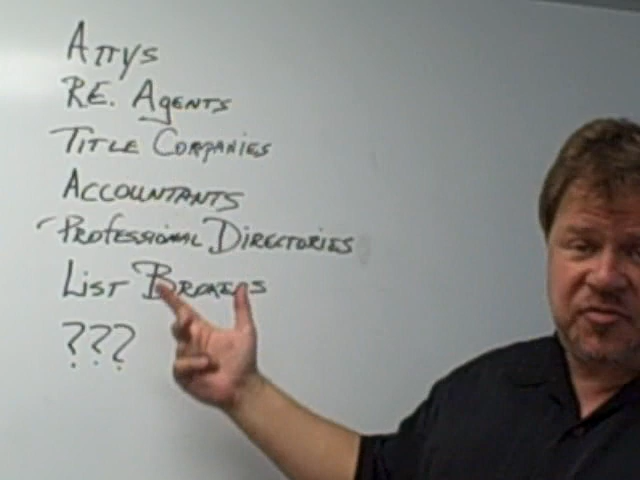 ATTYS
R.E. AGENTS
TITLE COMPANIES
ACCOUNTANTS
PROFESSIONAL DIRECTORIES
LIST BROKERS
???